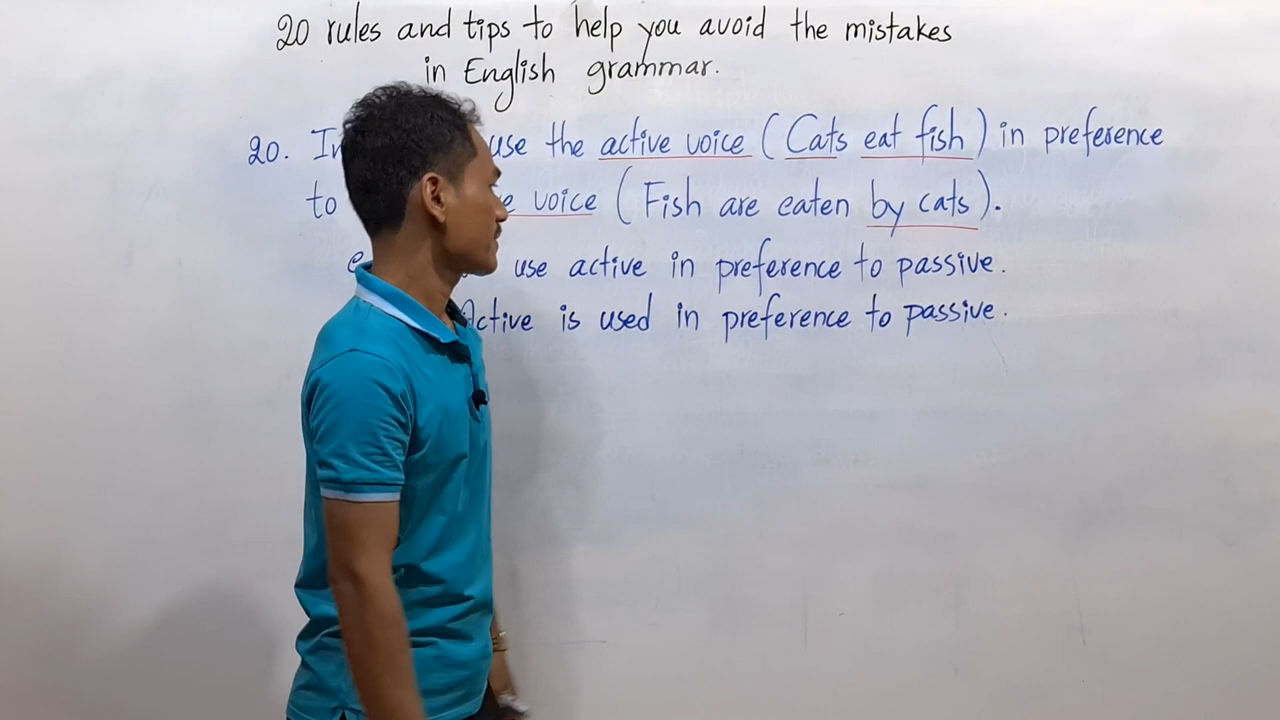 20 rules and tips to help you avoid the mistakes
in English grammar.
20. In use the active voice (Cats eat fish) in preference
to voice (Fish are eaten by cats).
use active in preference to passive.
Active is used in preference to passive.